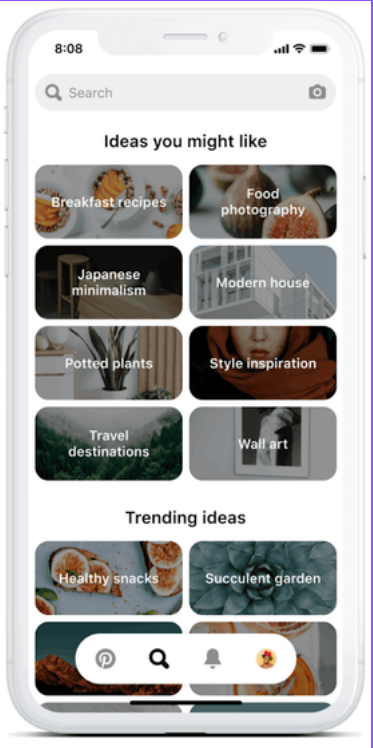 8:08
Search
Ideas you might like
Breakfast recipes
Food
photography
Japanese
minimalism
Modern house
Potted plants
Style inspiration
Travel
destinations
Wall art
Trending ideas
Healthy snacks
Succulent garden